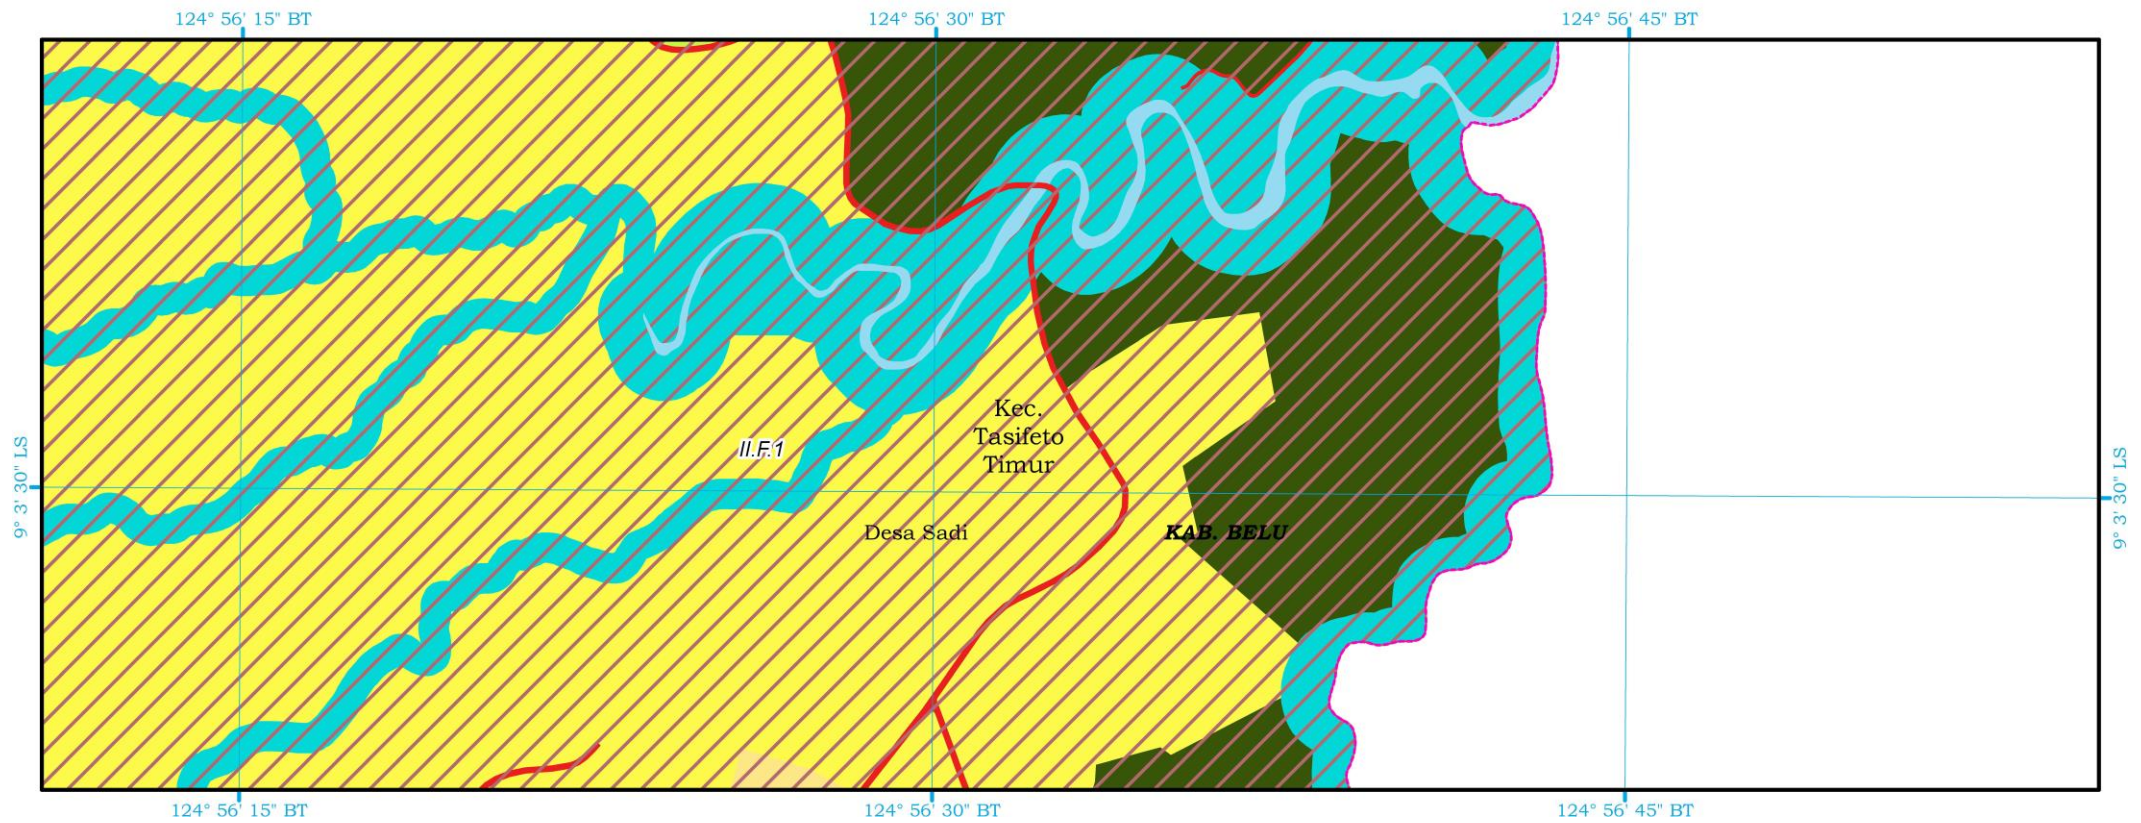 124° 56' 15" BT
124° 56' 30" BT
124° 56' 45" BT
9° 3' 30" LS
9° 3' 30" LS
Kec.
Tasifeto
Timur
II.F.1
Desa Sadi
KAB. BELU
124° 56' 15" BT
124° 56' 30" BT
124° 56' 45" BT